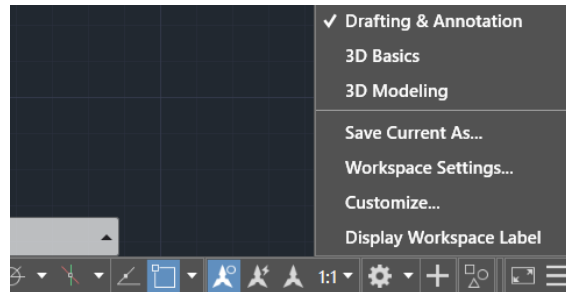 Drafting & Annotation
3D Basics
3D Modeling
Save Current As...
Workspace Settings...
Customize...
Display Workspace Label
1:1